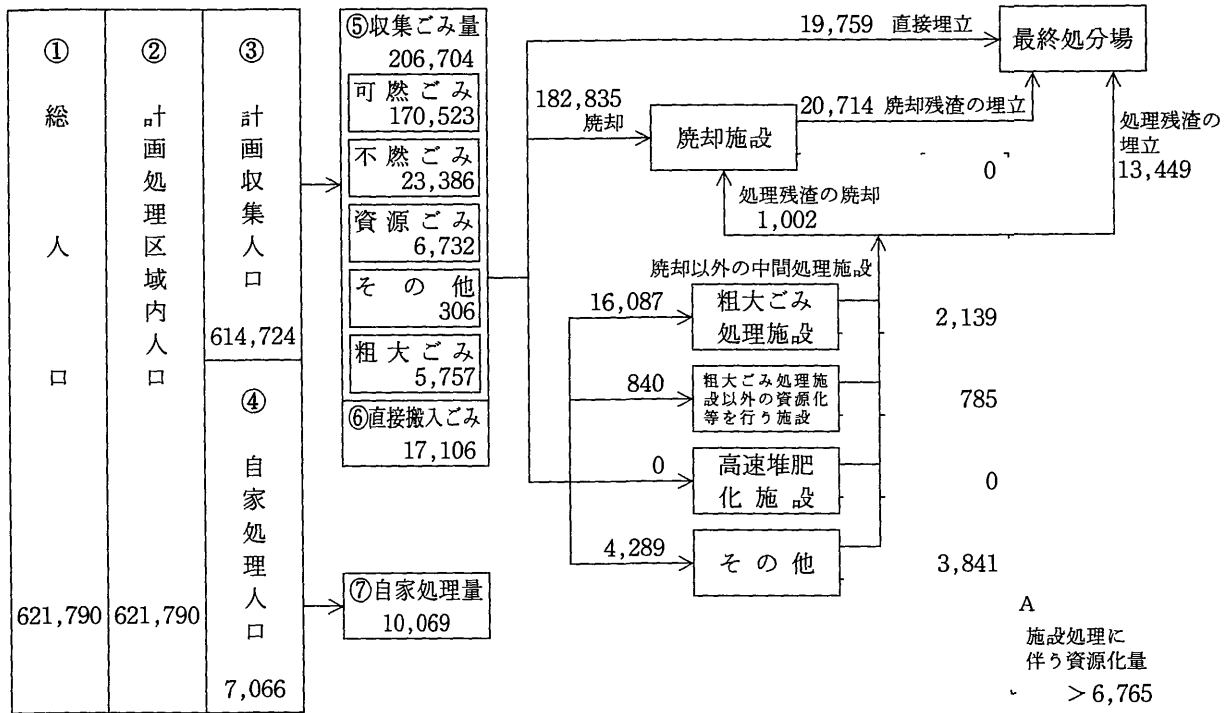 ①
総人口
621,790
②
計画処理区域内人口
621,790
③
計画収集人口
614,724
④
自家処理人口
7,066
⑤収集ごみ量
206,704
可燃ごみ
170,523
不燃ごみ
23,386
資源ごみ
6,732
その他
306
粗大ごみ
5,757
⑥直接搬入ごみ
17,106
⑦自家処理量
10,069
19,759 直接埋立
最終処分場
182,835
廃却
廃却施設
20,714 廃却残渣の埋立
0
処理残渣の
埋立
13,449
処理残渣の廃却
1,002
廃却以外の中間処理施設
16,087
粗大ごみ
処理施設
2,139
840
粗大ごみ処理施
設以外の資源化
等を行う施設
785
0
高速堆肥
化施設
0
4,289
その他
3,841
A
施設処理に
伴う資源化量
>6,765